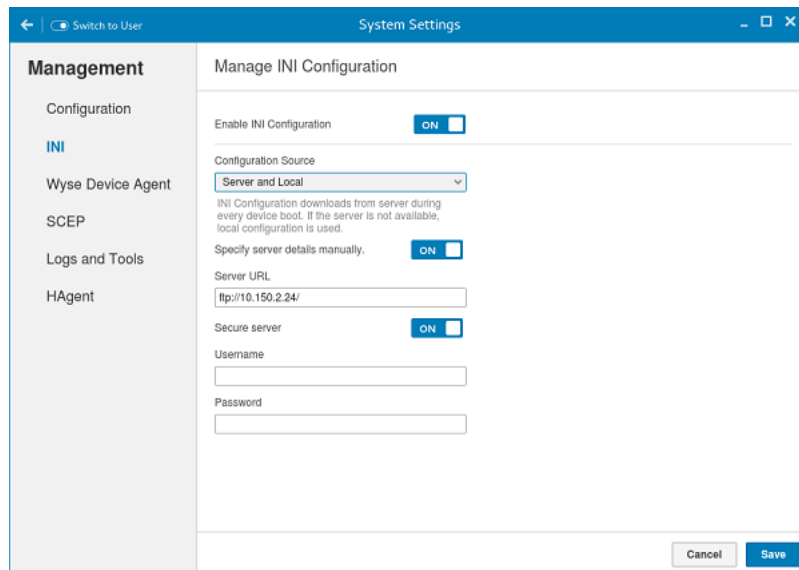 Switch to User
System Settings
Management
Configuration
INI
Wyse Device Agent
SCEP
Logs and Tools
HAgent
Manage INI Configuration
Enable INI Configuration
ON
Configuration Source
Server and Local
INI Configuration downloads from server during
every device boot. If the server is not available,
local configuration is used.
Specify server details manually.
ON
Server URL
ftp://10.150.2.24/
Secure server
ON
Username
Password
Cancel
Save